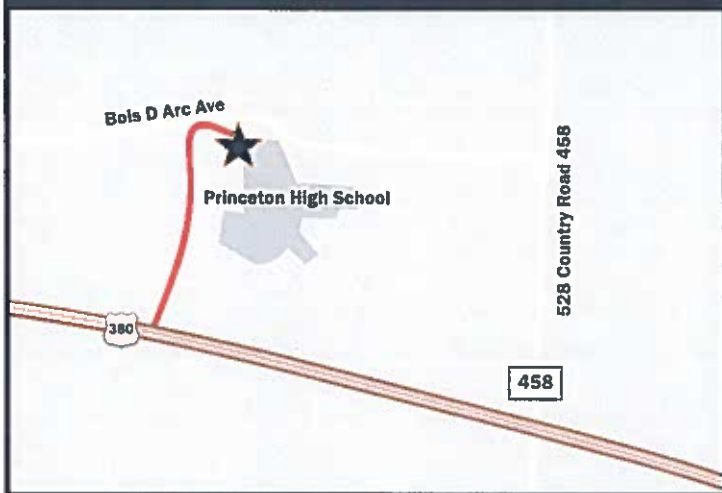 Bois D Arc Ave
Princeton High School
528 Country Road 458
380
458